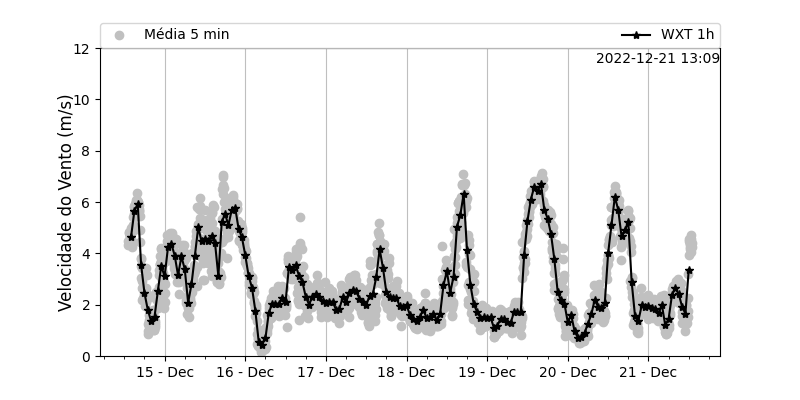 Média 5 min
WXT 1h
2022-12-21 13:09
Velocidade do Vento (m/s)
12
10
8
6
4
2
0
15 - Dec 16 - Dec 17 - Dec 18 - Dec 19 - Dec 20 - Dec 21 - Dec